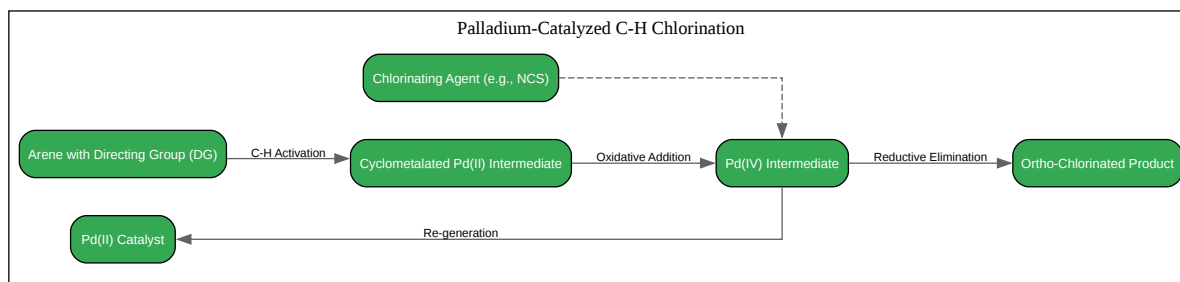 Palladium-Catalyzed C-H Chlorination
Chlorinating Agent (e.g., NCS)
Arene with Directing Group (DG)
C-H Activation
Cyclometalated Pd(II) Intermediate
Oxidative Addition
Pd(IV) Intermediate
Reductive Elimination
Ortho-Chlorinated Product
Pd(II) Catalyst
Re-generation